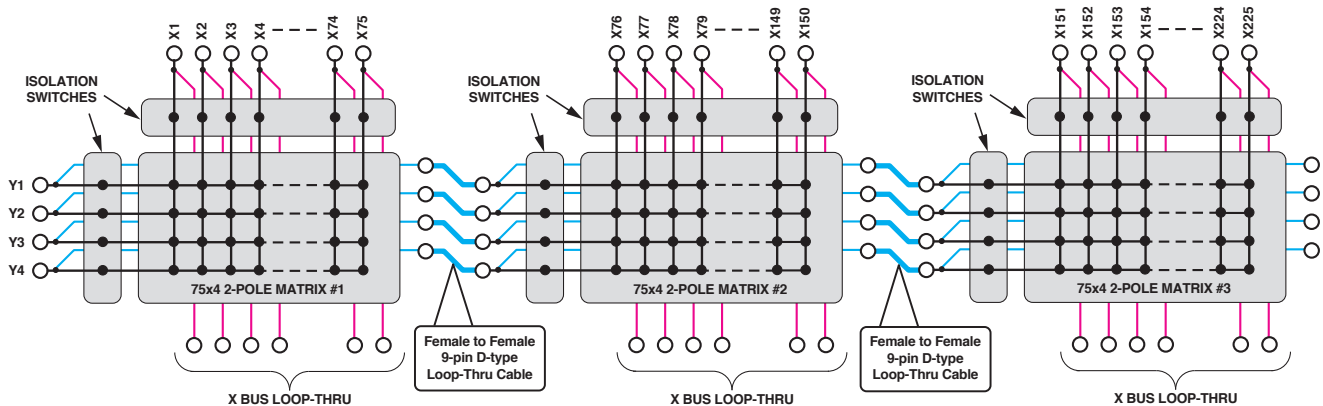 X1 X2 X3 X4 X74 X75
X76 X77 X78 X79 X149 X150
X151 X152 X153 X154 X224 X225
ISOLATION
SWITCHES
ISOLATION
SWITCHES
ISOLATION
SWITCHES
Y1
Y2
Y3
Y4
75x4 2-POLE MATRIX #1
75x4 2-POLE MATRIX #2
75x4 2-POLE MATRIX #3
Female to Female
9-pin D-type
Loop-Thru Cable
Female to Female
9-pin D-type
Loop-Thru Cable
X BUS LOOP-THRU
X BUS LOOP-THRU
X BUS LOOP-THRU